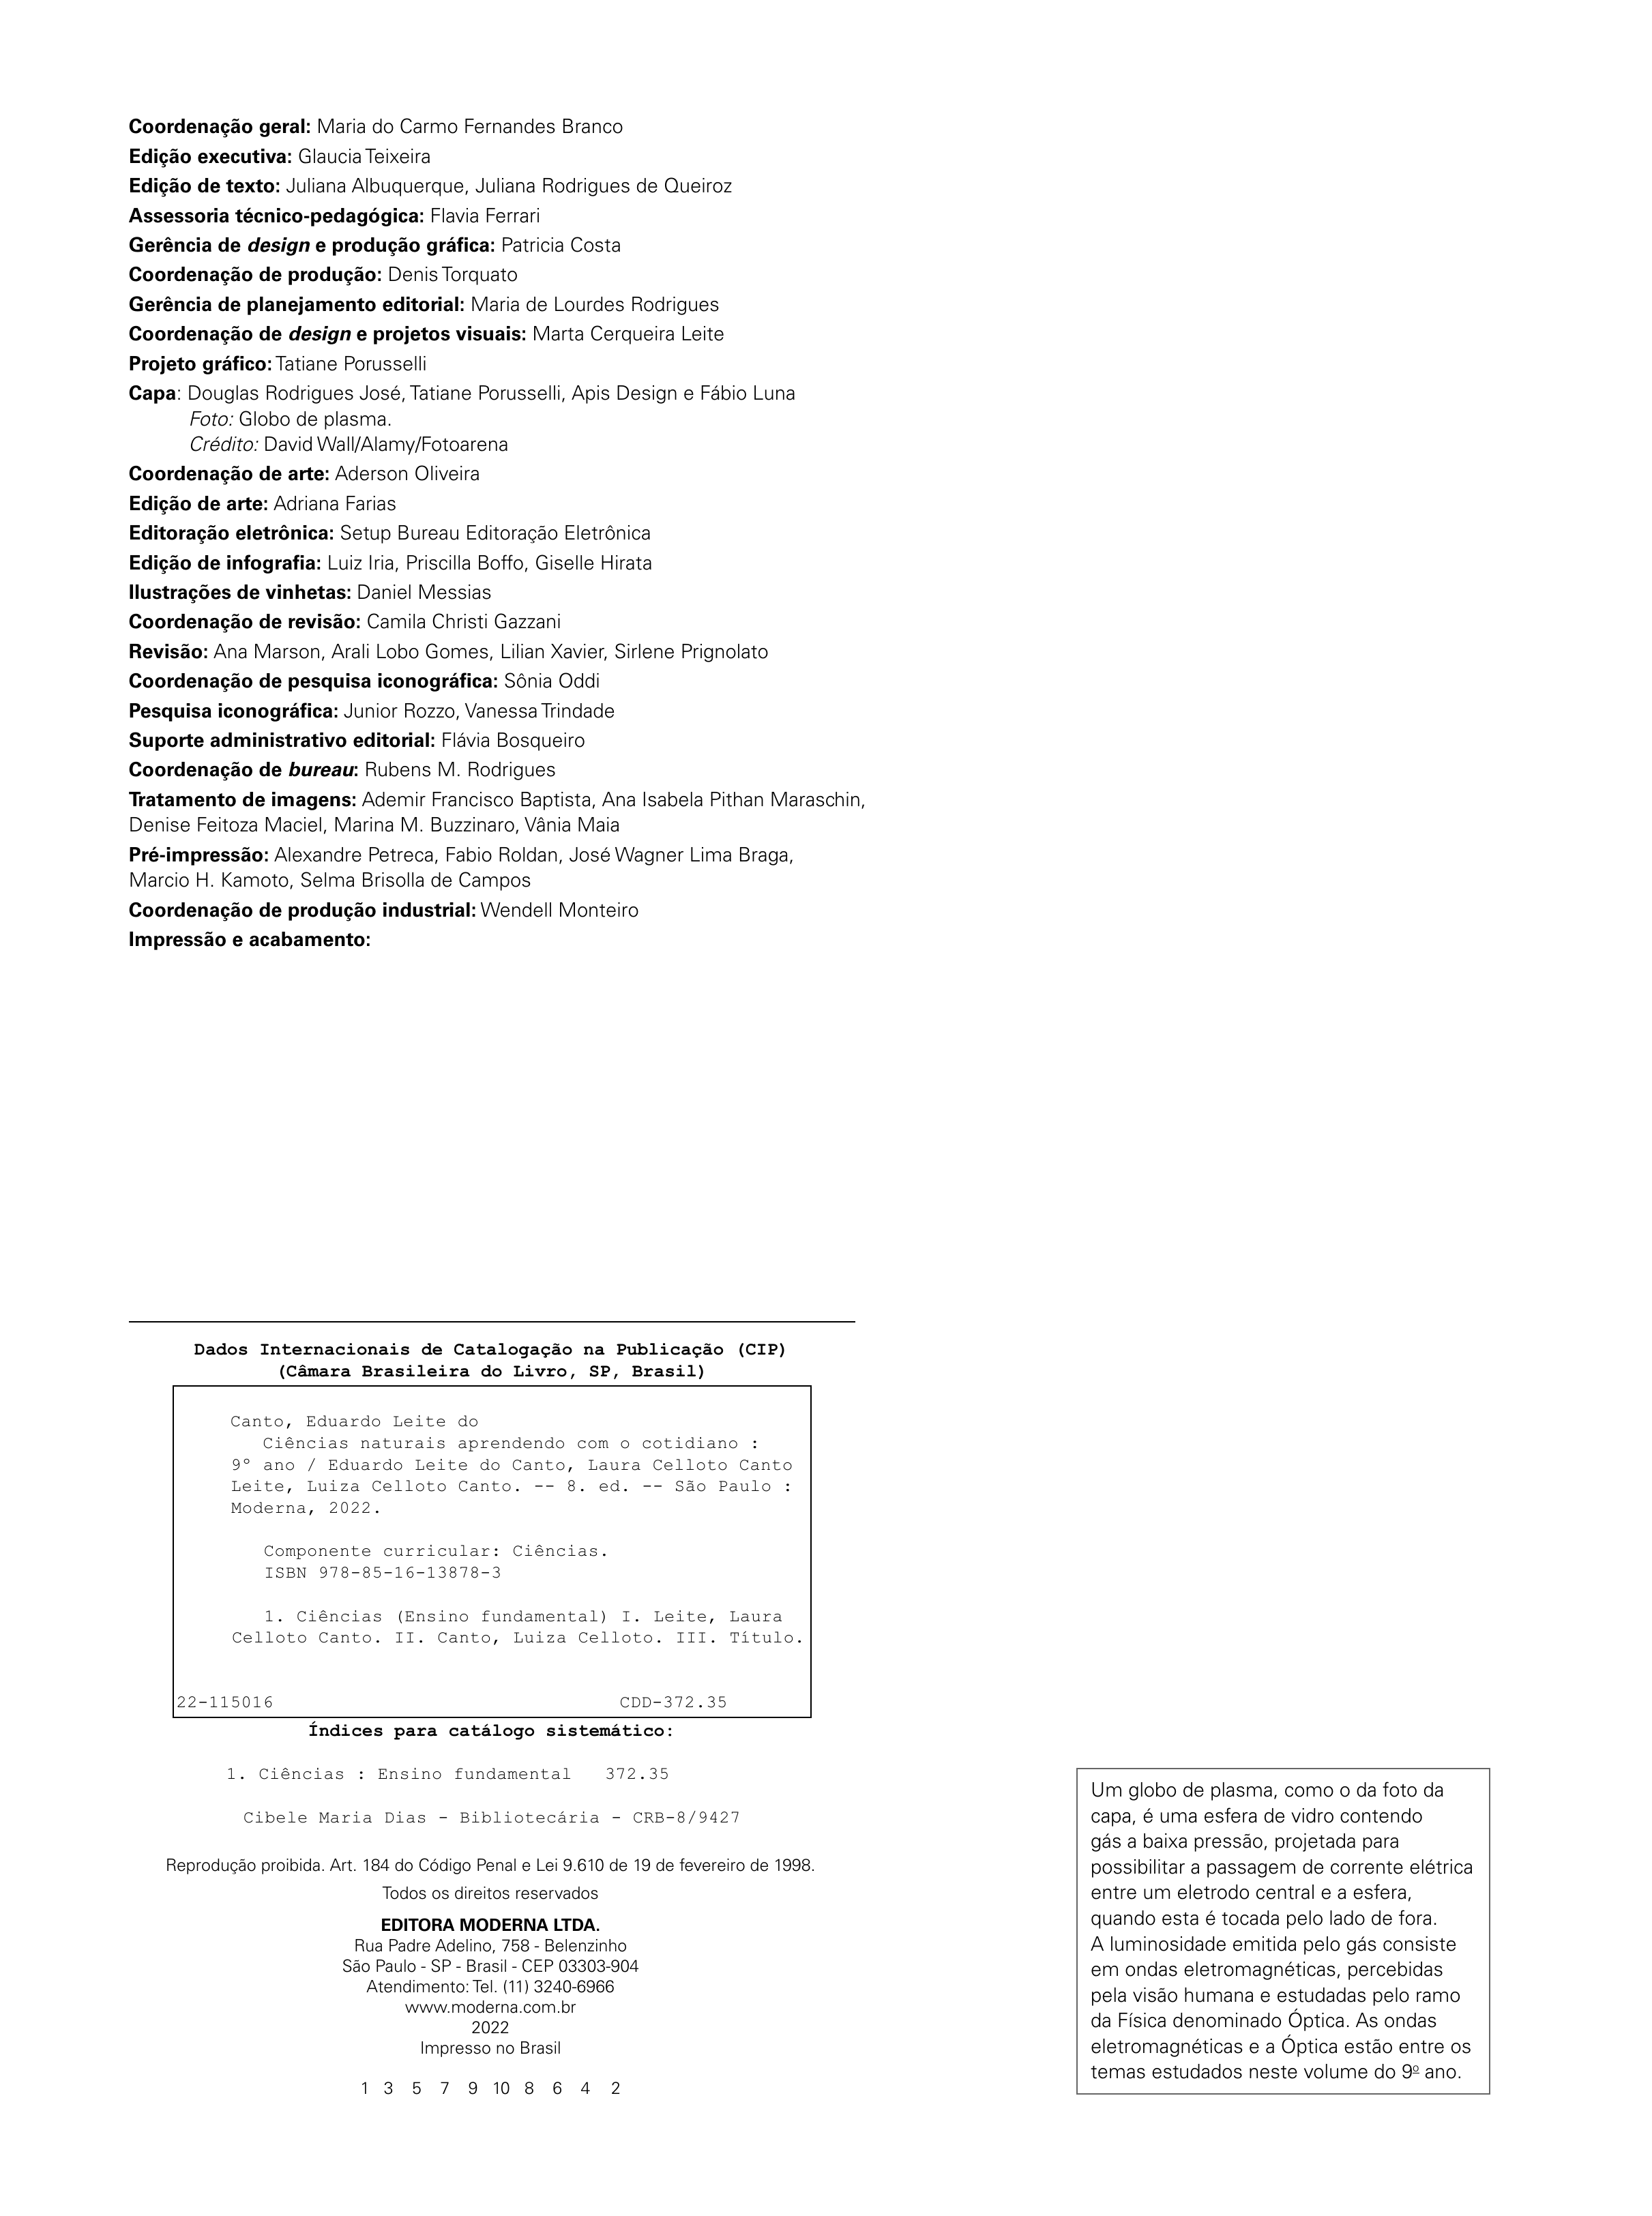 Coordenação geral: Maria do Carmo Fernandes Branco
Edição executiva: Glaucia Teixeira
Edição de texto: Juliana Albuquerque, Juliana Rodrigues de Queiroz
Assessoria técnico-pedagógica: Flavia Ferrari
Gerência de design e produção gráfica: Patricia Costa
Coordenação de produção: Denis Torquato
Gerência de planejamento editorial: Maria de Lourdes Rodrigues
Coordenação de design e projetos visuais: Marta Cerqueira Leite
Projeto gráfico: Tatiane Porusselli
Capa: Douglas Rodrigues José, Tatiane Porusselli, Apis Design e Fábio Luna
Foto: Globo de plasma.
Crédito: David Wall/Alamy/Fotoarena
Coordenação de arte: Aderson Oliveira
Edição de arte: Adriana Farias
Editoração eletrônica: Setup Bureau Editoração Eletrônica
Edição de infografia: Luiz Iria, Priscilla Boffo, Giselle Hirata
Ilustrações de vinhetas: Daniel Messias
Coordenação de revisão: Camila Christi Gazzani
Revisão: Ana Marson, Arali Lobo Gomes, Lilian Xavier, Sirlene Prignolato
Coordenação de pesquisa iconográfica: Sônia Oddi
Pesquisa iconográfica: Junior Rozzo, Vanessa Trindade
Suporte administrativo editorial: Flávia Bosqueiro
Coordenação de bureau: Rubens M. Rodrigues
Tratamento de imagens: Ademir Francisco Baptista, Ana Isabela Pithan Maraschin,
Denise Feitoza Maciel, Marina M. Buzzinaro, Vânia Maia
Pré-impressão: Alexandre Petreca, Fabio Roldan, José Wagner Lima Braga,
Marcio H. Kamoto, Selma Brisolla de Campos
Coordenação de produção industrial: Wendell Monteiro
Impressão e acabamento:
Dados Internacionais de Catalogação na Publicação (CIP)
(Câmara Brasileira do Livro, SP, Brasil)
Canto, Eduardo Leite do
Ciências naturais aprendendo com o cotidiano :
9º ano / Eduardo Leite do Canto, Laura Celloto Canto
Leite, Luiza Celloto Canto. -- 8. ed. -- São Paulo :
Moderna, 2022.
Componente curricular: Ciências.
ISBN 978-85-16-13878-3
1. Ciências (Ensino fundamental) I. Leite, Laura
Celloto Canto. II. Canto, Luiza Celloto. III. Título.
22-115016 CDD-372.35
Índices para catálogo sistemático:
1. Ciências : Ensino fundamental 372.35
Cibele Maria Dias - Bibliotecária - CRB-8/9427
Reprodução proibida. Art. 184 do Código Penal e Lei 9.610 de 19 de fevereiro de 1998.
Todos os direitos reservados
EDITORA MODERNA LTDA.
Rua Padre Adelino, 758 - Belenzinho
São Paulo - SP - Brasil - CEP 03303-904
Atendimento: Tel. (11) 3240-6966
www.moderna.com.br
2022
Impresso no Brasil
1 3 5 7 9 10 8 6 4 2
Um globo de plasma, como o da foto da
capa, é uma esfera de vidro contendo
gás a baixa pressão, projetada para
possibilitar a passagem de corrente elétrica
entre um eletrodo central e a esfera,
quando esta é tocada pelo lado de fora.
A luminosidade emitida pelo gás consiste
em ondas eletromagnéticas, percebidas
pela visão humana e estudadas pelo ramo
da Física denominado Óptica. As ondas
eletromagnéticas e a Óptica estão entre os
temas estudados neste volume do 9º ano.